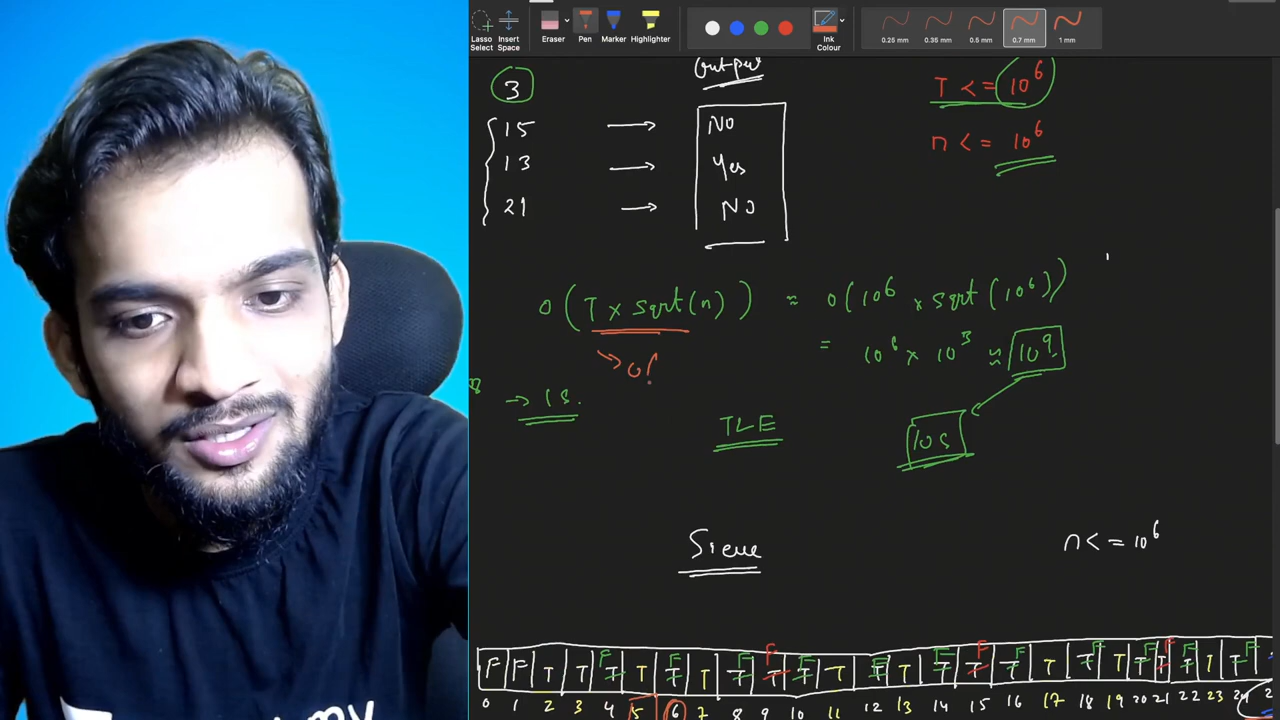 Lasso Select
Insert Space
Eraser
Pen
Marker
Highlighter
Ink Colour
0.25 mm
0.35 mm
0.5 mm
0.7 mm
1 mm
Output
3
T <= 10^6
15 → NO
n <= 10^6
13 → Yes
21 → NO
O(T x sqrt(n)) ≈ O(10^6 x sqrt(10^6))
= 10^6 x 10^3 ≈ 10^9
→ O(
8 → 1s.
TLE
10s
Sieve
n <= 10^6
F F T T F T F T F F F T F T F F F T F T F F F T F
0 1 2 3 4 5 6 7 8 9 10 11 12 13 14 15 16 17 18 19 20 21 22 23 24